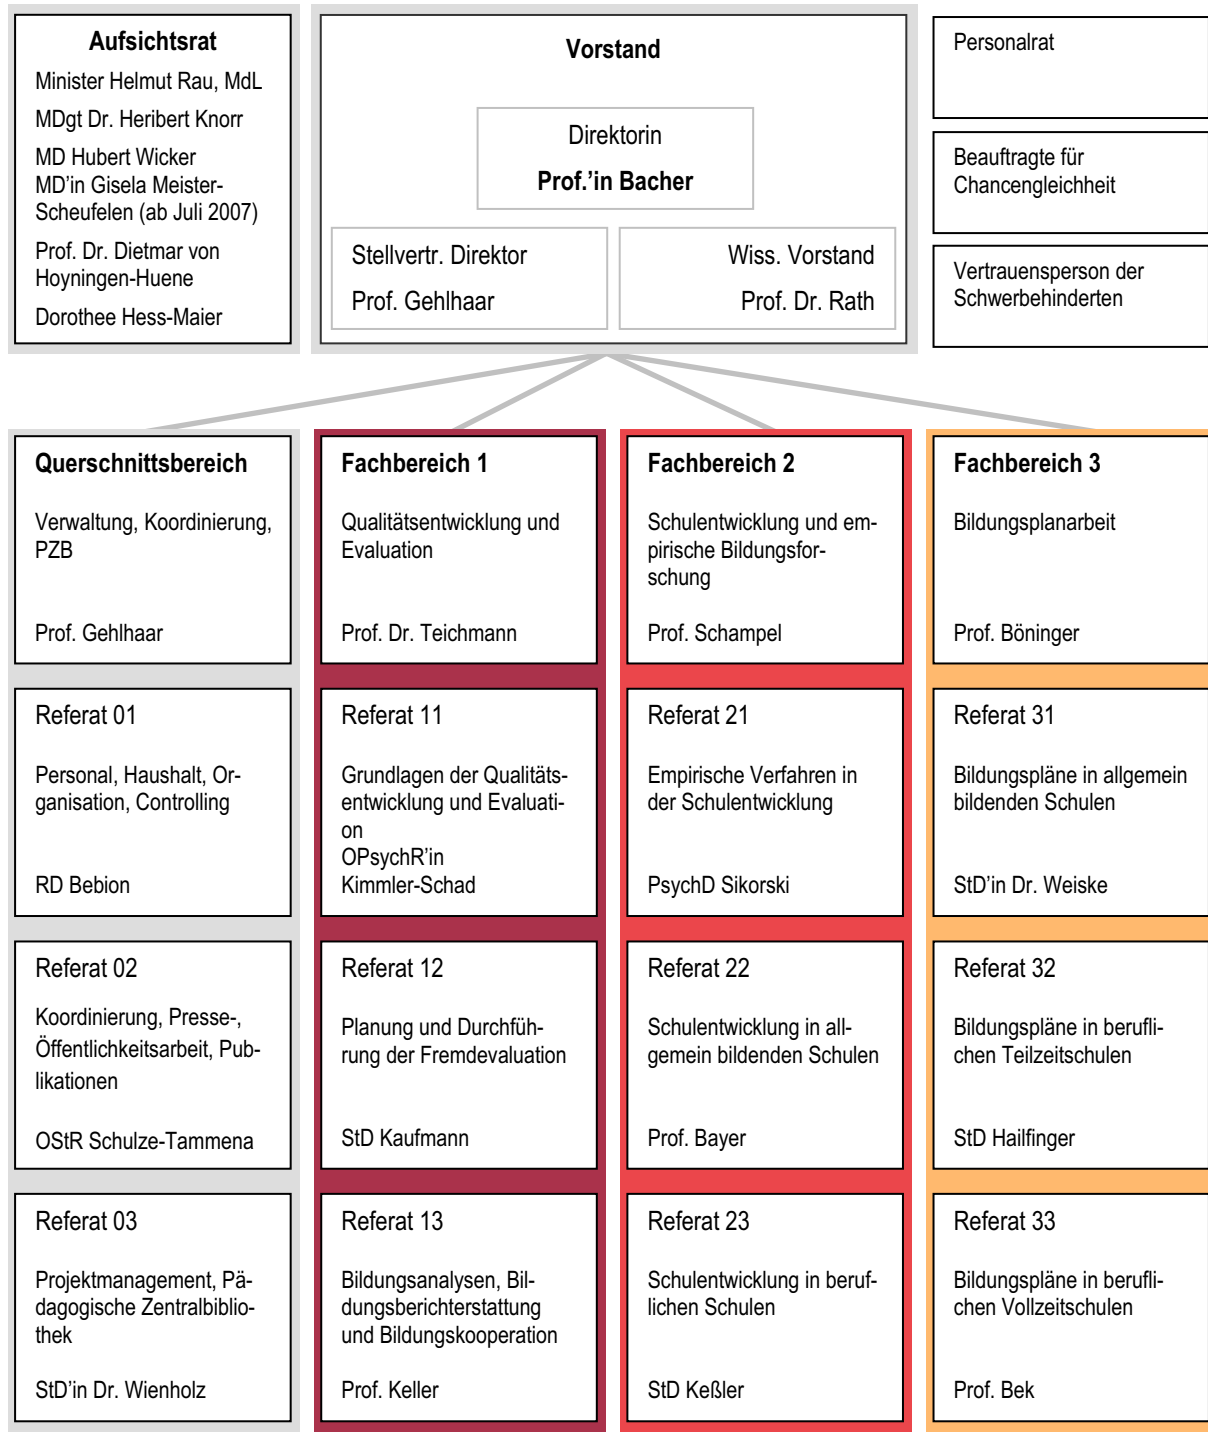 Aufsichtsrat
Minister Helmut Rau, MdL
MDgt Dr. Heribert Knorr
MD Hubert Wicker
MD’in Gisela Meister-
Scheufelen (ab Juli 2007)
Prof. Dr. Dietmar von
Hoyningen-Huene
Dorothee Hess-Maier
Vorstand
Direktorin
Prof.’in Bacher
Stellvertr. Direktor
Prof. Gehlhaar
Wiss. Vorstand
Prof. Dr. Rath
Personalrat
Beauftragte für
Chancengleichheit
Vertrauensperson der
Schwerbehinderten
Querschnittsbereich
Verwaltung, Koordinierung,
PZB
Prof. Gehlhaar
Fachbereich 1
Qualitätsentwicklung und
Evaluation
Prof. Dr. Teichmann
Fachbereich 2
Schulentwicklung und em-
pirische Bildungsfor-
schung
Prof. Schampel
Fachbereich 3
Bildungsplanarbeit
Prof. Böninger
Referat 01
Personal, Haushalt, Or-
ganisation, Controlling
RD Bebion
Referat 11
Grundlagen der Qualitäts-
entwicklung und Evaluati-
on
OPsychR’in
Kimmler-Schad
Referat 21
Empirische Verfahren in
der Schulentwicklung
PsychD Sikorski
Referat 31
Bildungspläne in allgemein
bildenden Schulen
StD’in Dr. Weiske
Referat 02
Koordinierung, Presse-,
Öffentlichkeitsarbeit, Pub-
likationen
OStR Schulze-Tammena
Referat 12
Planung und Durchfüh-
rung der Fremdevaluation
StD Kaufmann
Referat 22
Schulentwicklung in all-
gemein bildenden Schulen
Prof. Bayer
Referat 32
Bildungspläne in berufli-
chen Teilzeitschulen
StD Hailfinger
Referat 03
Projektmanagement, Pä-
dagogische Zentralbiblio-
thek
StD’in Dr. Wienholz
Referat 13
Bildungsanalysen, Bil-
dungsberichterstattung
und Bildungskooperation
Prof. Keller
Referat 23
Schulentwicklung in beruf-
lichen Schulen
StD Keßler
Referat 33
Bildungspläne in berufli-
chen Vollzeitschulen
Prof. Bek